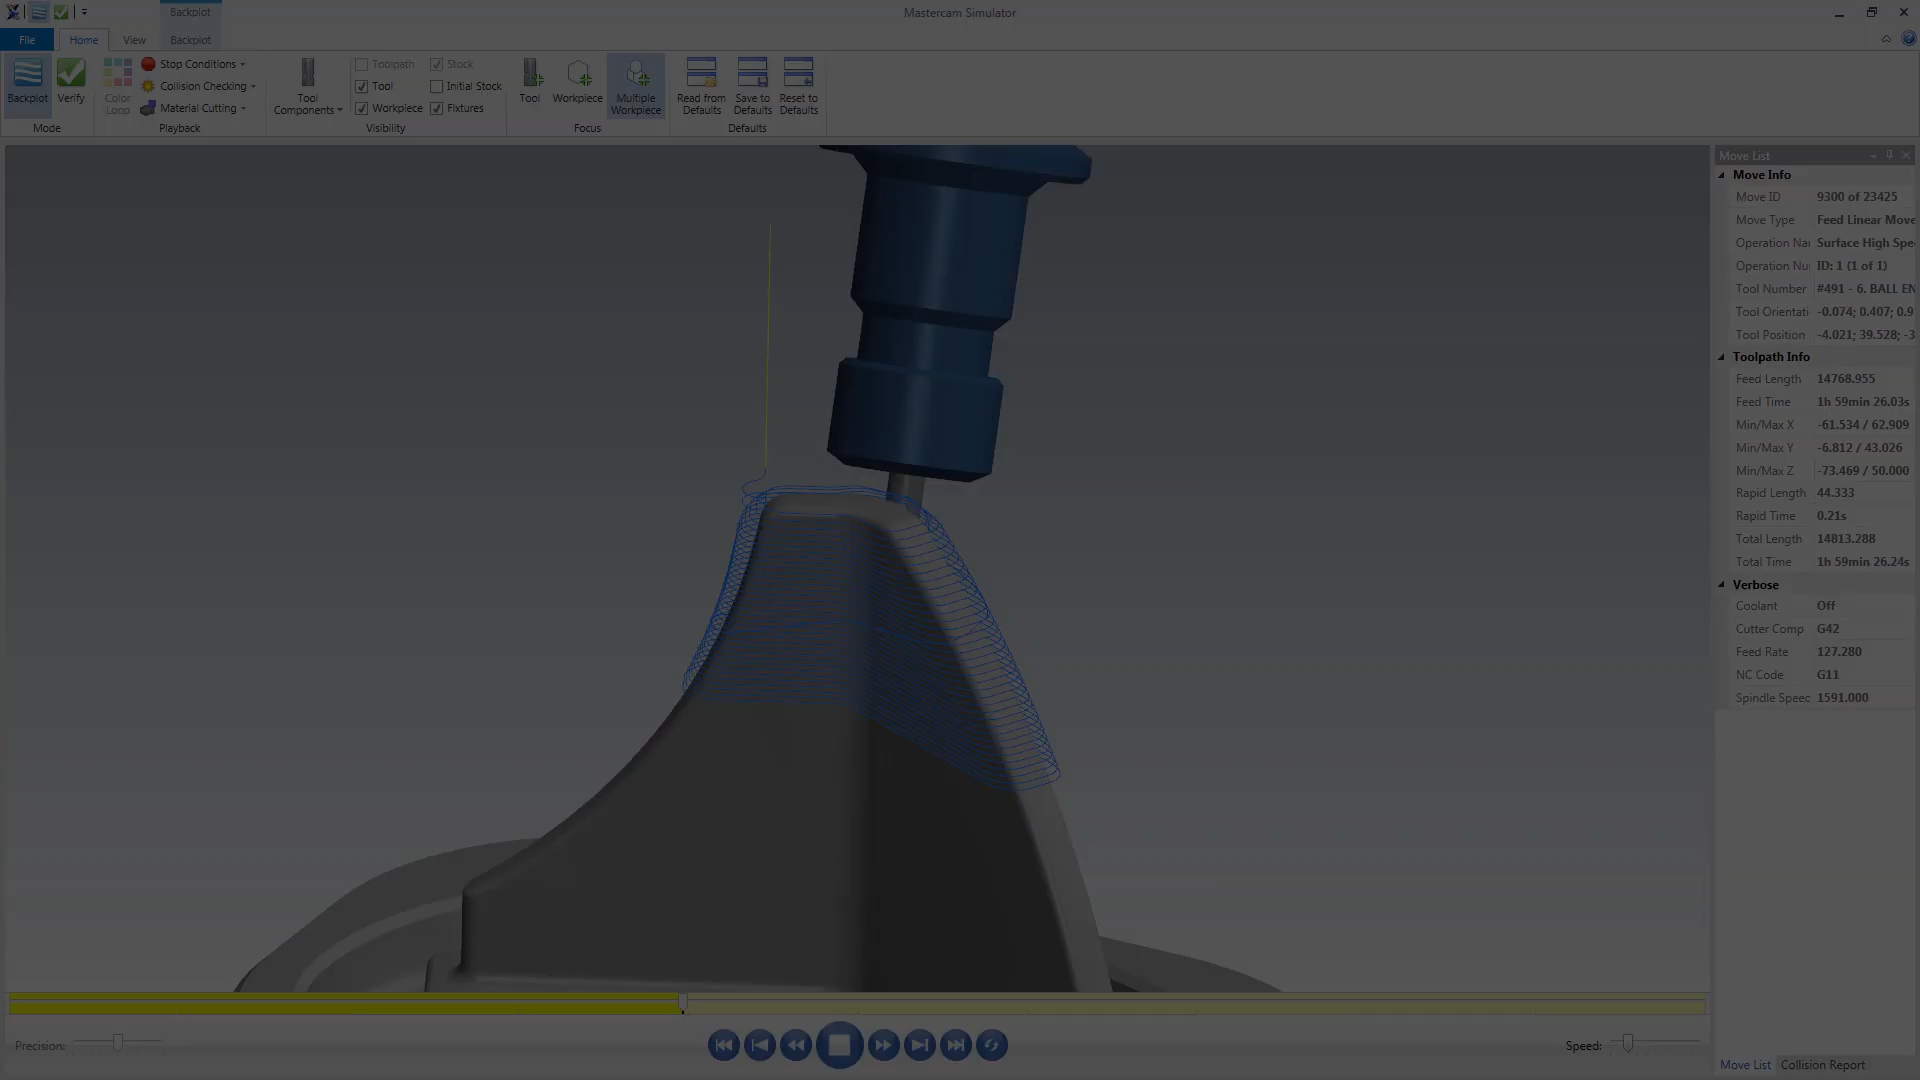 Backplot
Mastercam Simulator
File
Home
View
Backplot
Backplot
Verify
Color
Loop
Stop Conditions
Collision Checking
Material Cutting
Tool
Components
Toolpath
Tool
Workpiece
Stock
Initial Stock
Fixtures
Tool
Workpiece
Multiple
Workpiece
Read from
Defaults
Save to
Defaults
Reset to
Defaults
Mode
Playback
Visibility
Focus
Defaults
Move List
Move Info
Move ID 9300 of 23425
Move Type Feed Linear Move
Operation Nar Surface High Spe
Operation Nu ID: 1 (1 of 1)
Tool Number #491 - 6. BALL EN
Tool Orientati -0.074; 0.407; 0.9
Tool Position -4.021; 39.528; -3
Toolpath Info
Feed Length 14768.955
Feed Time 1h 59min 26.03s
Min/Max X -61.534 / 62.909
Min/Max Y -6.812 / 43.026
Min/Max Z -73.469 / 50.000
Rapid Length 44.333
Rapid Time 0.21s
Total Length 14813.288
Total Time 1h 59min 26.24s
Verbose
Coolant Off
Cutter Comp G42
Feed Rate 127.280
NC Code G11
Spindle Speed 1591.000
Precision:
Speed:
Move List
Collision Report